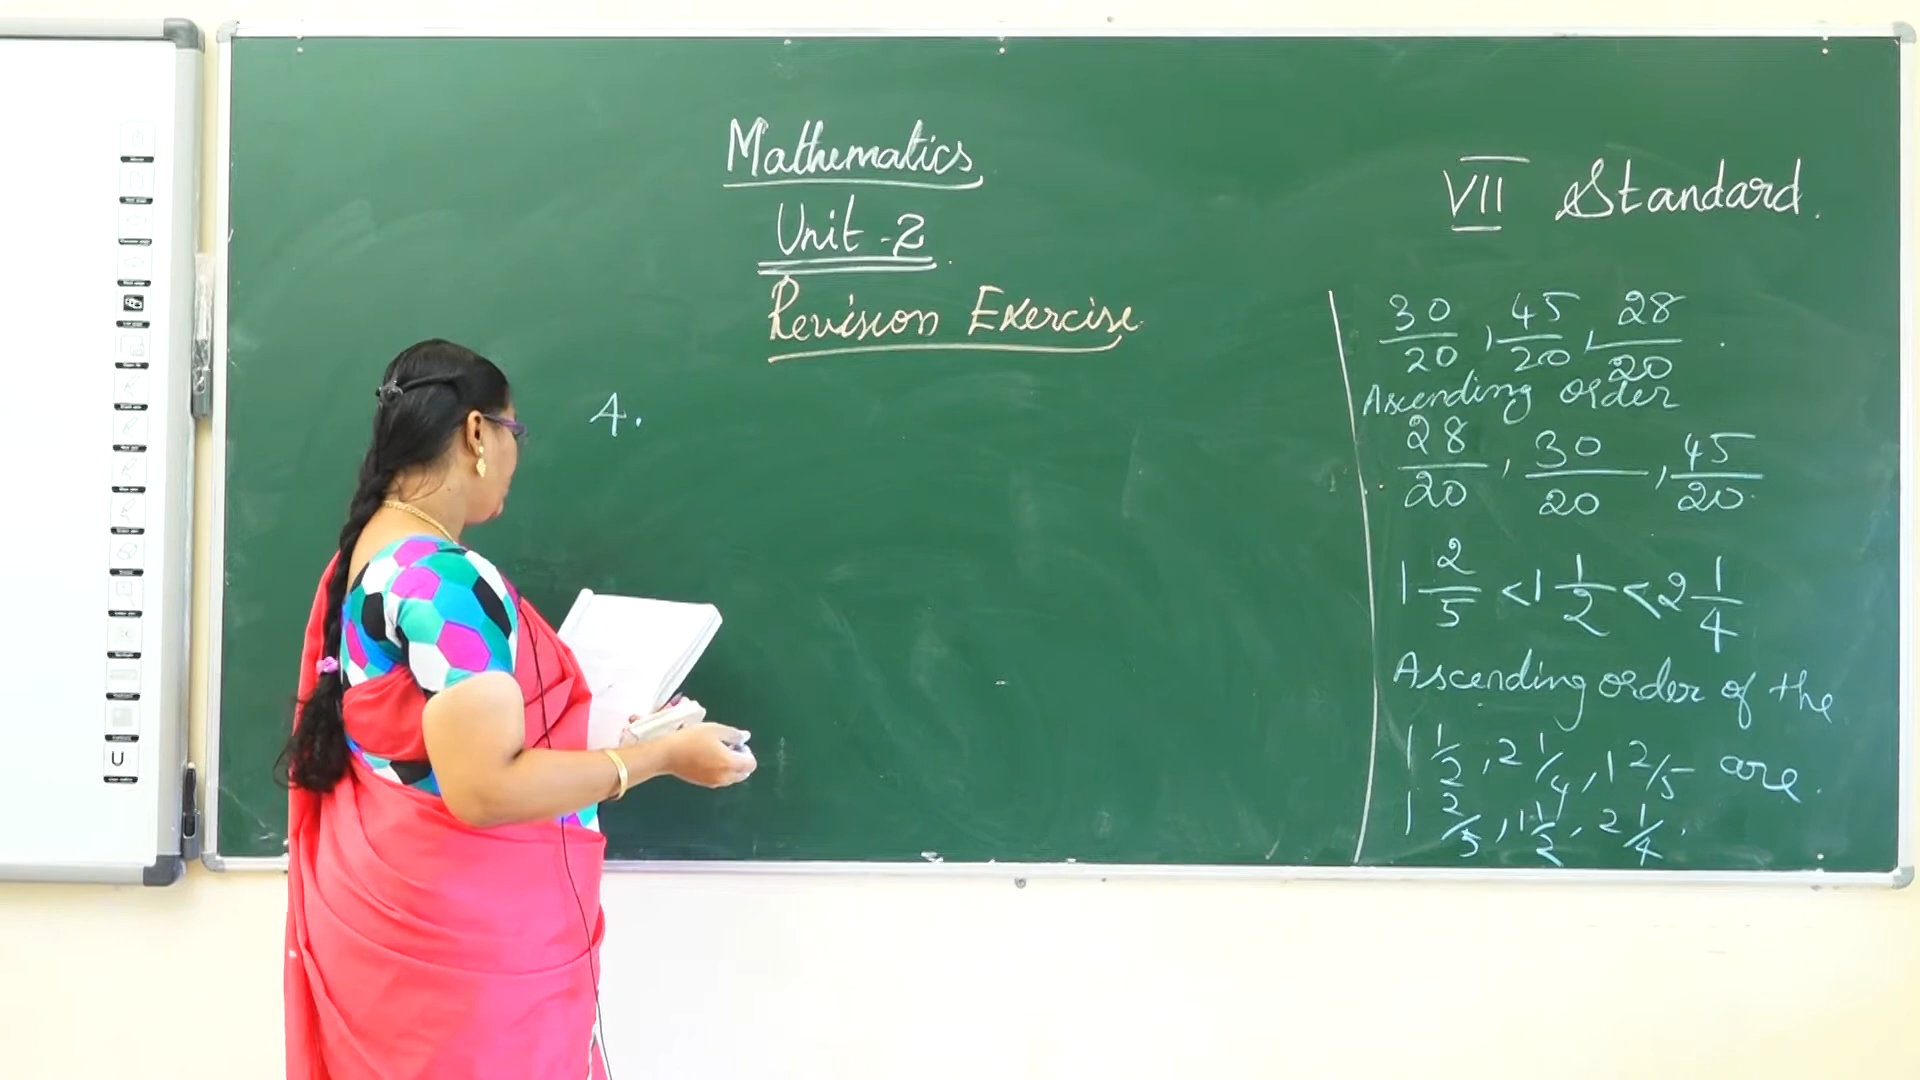 Mathematics
Unit - 2
Revision Exercise
4.
VII Standard.
30/20, 45/20, 28/20.
Ascending order
28/20, 30/20, 45/20.
1 2/5 < 1 1/2 < 2 1/4
Ascending order of the
1 1/2, 2 1/4, 1 2/5 are.
1 2/5, 1 1/2, 2 1/4.
U